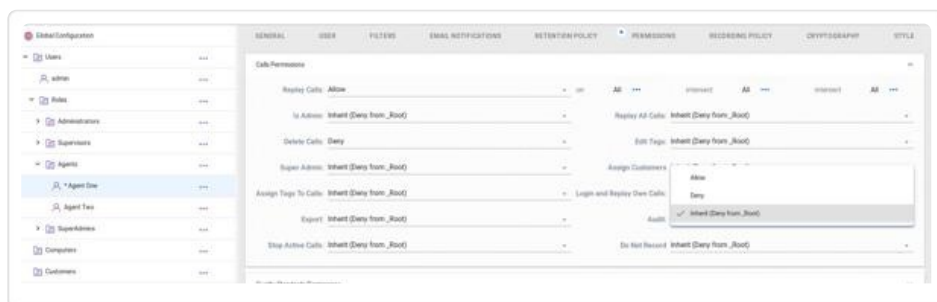 Global Configuration
GENERAL USER FILTERS EMAIL NOTIFICATIONS RETENTION POLICY PERMISSIONS RECORDING POLICY CRYPTOGRAPHY STYLE
Users
Calls Permissions
admin
Replay Calls: Allow on All ••• intersect All ••• intersect All •••
Roles
Is Admin: Inherit (Deny from _Root) Replay All Calls: Inherit (Deny from _Root)
Administrators
Supervisors
Delete Calls: Deny Edit Tags: Inherit (Deny from _Root)
Agents
Super Admin: Inherit (Deny from _Root) Assign Customers
Allow
* Agent One
Assign Tags To Calls: Inherit (Deny from _Root) Login and Replay Own Calls:
Deny
Agent Two
Export: Inherit (Deny from _Root) Audit:
Inherit (Deny from _Root)
SuperAdmins
Stop Active Calls: Inherit (Deny from _Root) Do Not Record: Inherit (Deny from _Root)
Computers
Customers